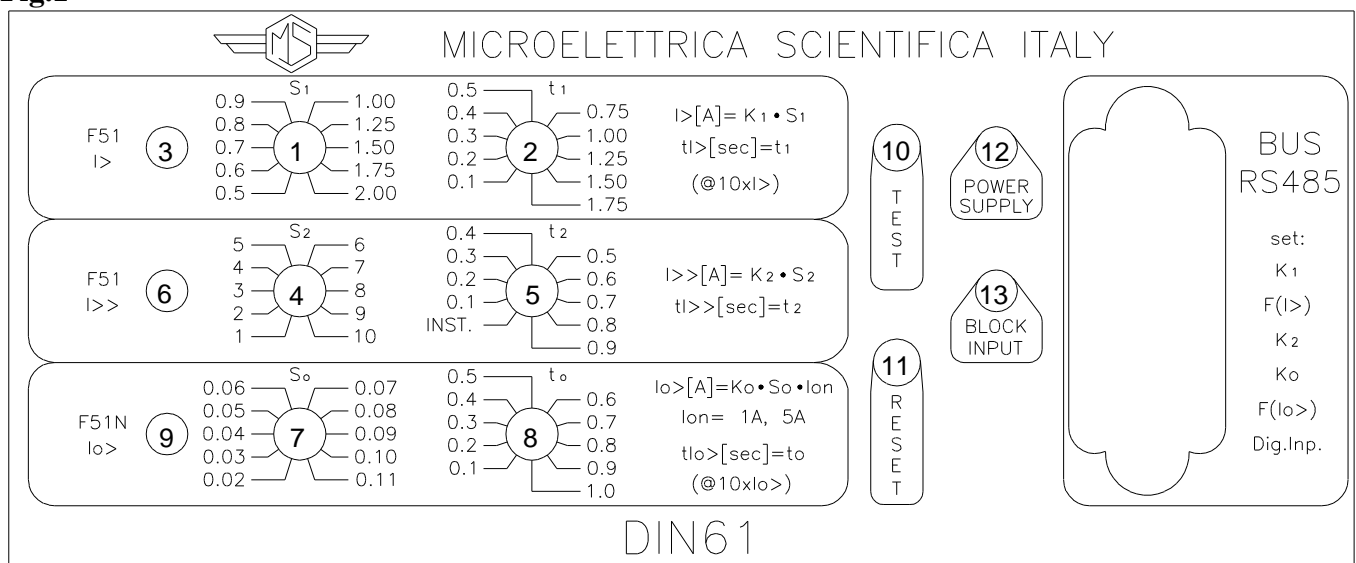 Fig.2
MS MICROELETTRICA SCIENTIFICA ITALY
F51
I>
3
S1
0.9 1.00
0.8 1.25
0.7 1.50
0.6 1.75
0.5 2.00
1
t1
0.5
0.4 0.75
0.3 1.00
0.2 1.25
0.1 1.50
1.75
2
I>[A]= K1•S1
tI>[sec]=t1
(@10xI>)
F51
I>>
6
S2
5 6
4 7
3 8
2 9
1 10
4
t2
0.4
0.3 0.5
0.2 0.6
0.1 0.7
INST. 0.8
0.9
5
I>>[A]= K2•S2
tI>>[sec]=t2
F51N
Io>
9
So
0.06 0.07
0.05 0.08
0.04 0.09
0.03 0.10
0.02 0.11
7
to
0.5
0.4 0.6
0.3 0.7
0.2 0.8
0.1 0.9
1.0
8
Io>[A]=Ko•So•Ion
Ion= 1A, 5A
tIo>[sec]=to
(@10xIo>)
10
TEST
11
RESET
12
POWER
SUPPLY
13
BLOCK
INPUT
BUS
RS485
set:
K1
F(I>)
K2
Ko
F(Io>)
Dig.Inp.
DIN61